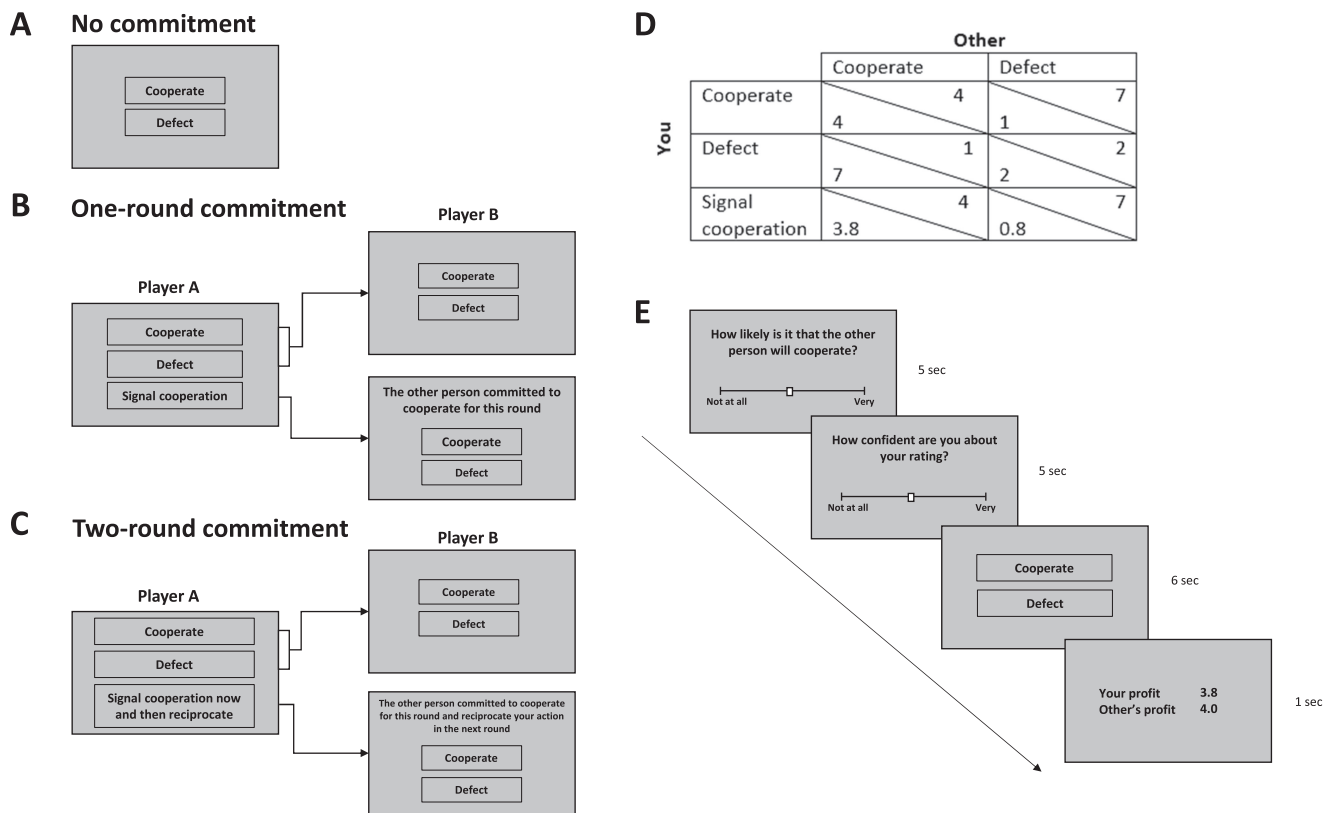 A
No commitment
Cooperate
Defect
B
One-round commitment
Player A
Cooperate
Defect
Signal cooperation
Player B
Cooperate
Defect
The other person committed to
cooperate for this round
Cooperate
Defect
C
Two-round commitment
Player A
Cooperate
Defect
Signal cooperation now
and then reciprocate
Player B
Cooperate
Defect
The other person committed to cooperate
for this round and reciprocate your action
in the next round
Cooperate
Defect
D
Other
Cooperate Defect
You
Cooperate 4 4 7 1
Defect 1 7 2 2
Signal
cooperation 4 3.8 7 0.8
E
How likely is it that the other
person will cooperate?
Not at all Very
5 sec
How confident are you about
your rating?
Not at all Very
5 sec
Cooperate
Defect
6 sec
Your profit 3.8
Other's profit 4.0
1 sec